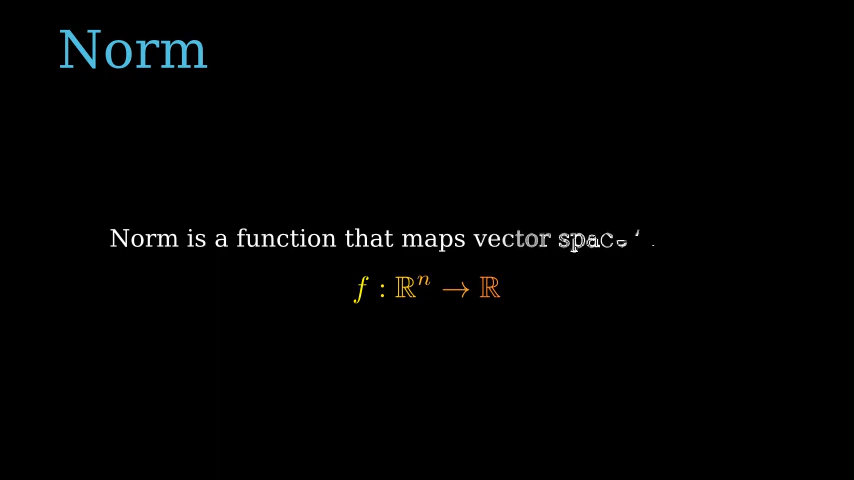 Norm
Norm is a function that maps vector
f : ℝⁿ → ℝ